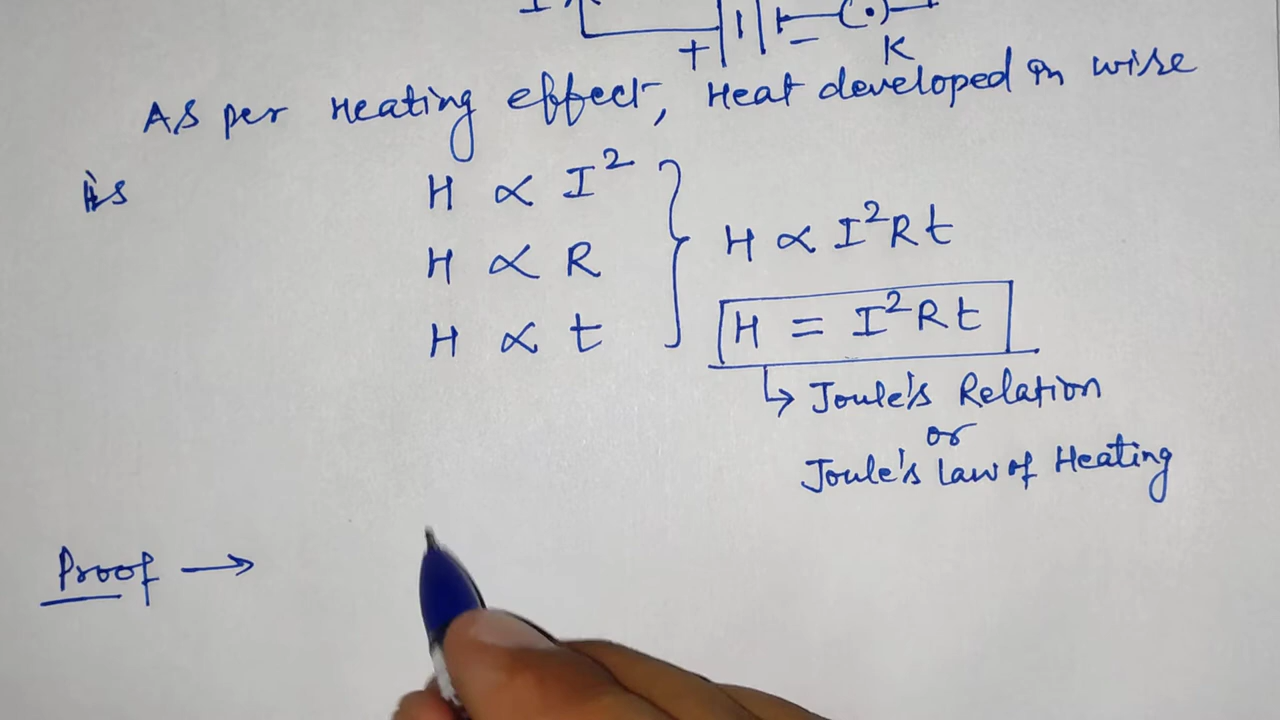 I
+ − K
As per Heating effect, Heat developed in wire
is
H ∝ I²
H ∝ R
H ∝ t
H ∝ I²Rt
H = I²Rt
↳ Joule's Relation
or
Joule's Law of Heating
Proof →